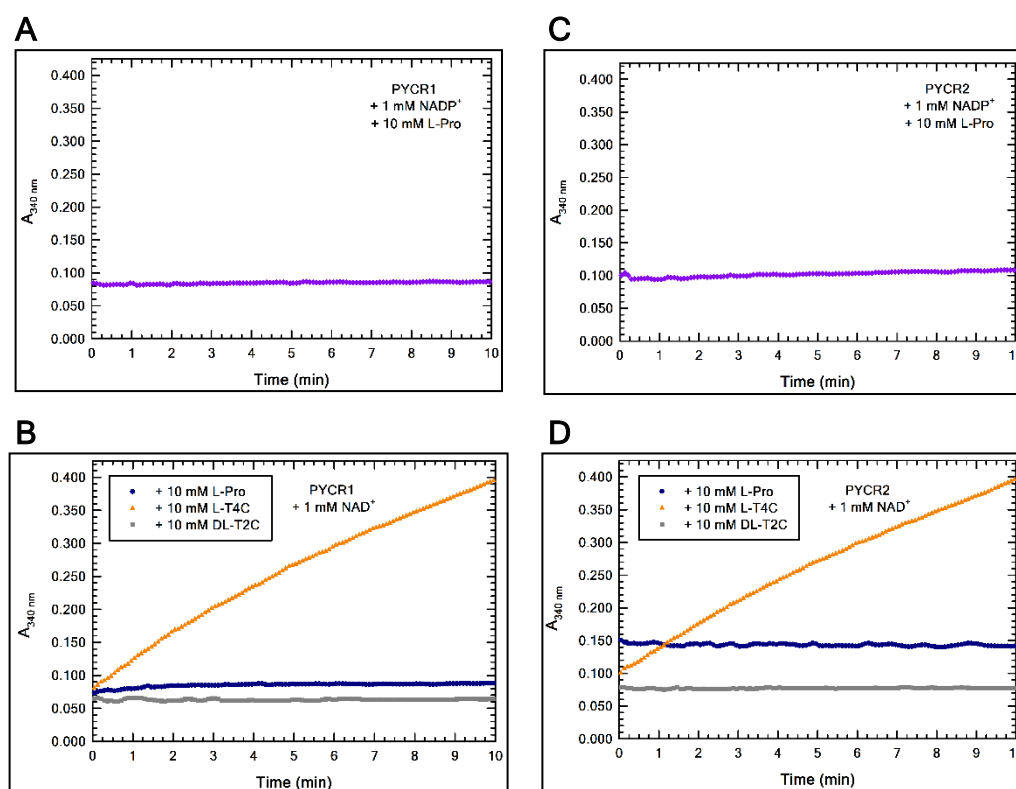 A
PYCR1
+ 1 mM NADP⁺
+ 10 mM L-Pro
0.400
0.350
0.300
0.250
0.200
0.150
0.100
0.050
0.000
A340 nm
0 1 2 3 4 5 6 7 8 9 10
Time (min)
C
PYCR2
+ 1 mM NADP⁺
+ 10 mM L-Pro
0.400
0.350
0.300
0.250
0.200
0.150
0.100
0.050
0.000
A340 nm
0 1 2 3 4 5 6 7 8 9 1
Time (min)
B
+ 10 mM L-Pro
+ 10 mM L-T4C
+ 10 mM DL-T2C
PYCR1
+ 1 mM NAD⁺
0.400
0.350
0.300
0.250
0.200
0.150
0.100
0.050
0.000
A340 nm
0 1 2 3 4 5 6 7 8 9 10
Time (min)
D
+ 10 mM L-Pro
+ 10 mM L-T4C
+ 10 mM DL-T2C
PYCR2
+ 1 mM NAD⁺
0.400
0.350
0.300
0.250
0.200
0.150
0.100
0.050
0.000
A340 nm
0 1 2 3 4 5 6 7 8 9 10
Time (min)